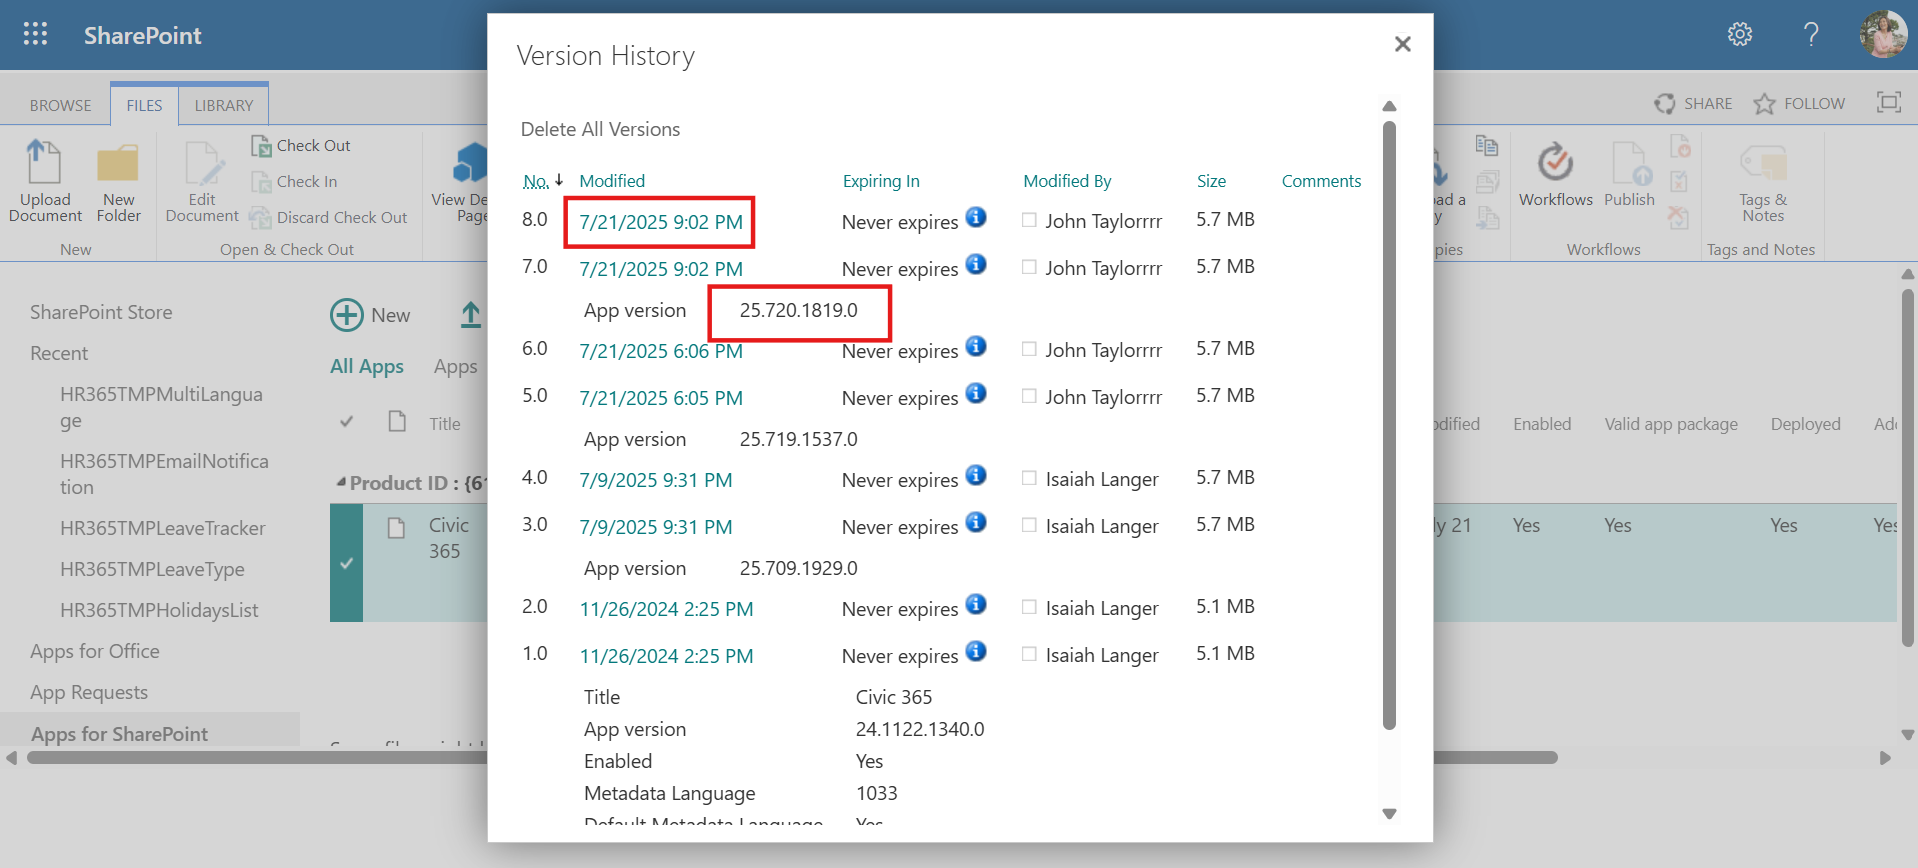 SharePoint
BROWSE FILES LIBRARY
SHARE FOLLOW
Upload Document
New Folder
New
Edit Document
Check Out
Check In
Discard Check Out
Open & Check Out
View De
Page
oad a
y
pies
Workflows
Publish
Workflows
Tags & Notes
Tags and Notes
SharePoint Store
Recent
HR365TMPMultiLangua
ge
HR365TMPEmailNotifica
tion
HR365TMPLeaveTracker
HR365TMPLeaveType
HR365TMPHolidaysList
Apps for Office
App Requests
Apps for SharePoint
New
All Apps Apps
Title
Product ID : {6
Civic
365
Version History
Delete All Versions
No. Modified Expiring In Modified By Size Comments
8.0 7/21/2025 9:02 PM Never expires John Taylorrrr 5.7 MB
7.0 7/21/2025 9:02 PM Never expires John Taylorrrr 5.7 MB
App version 25.720.1819.0
6.0 7/21/2025 6:06 PM Never expires John Taylorrrr 5.7 MB
5.0 7/21/2025 6:05 PM Never expires John Taylorrrr 5.7 MB
App version 25.719.1537.0
4.0 7/9/2025 9:31 PM Never expires Isaiah Langer 5.7 MB
3.0 7/9/2025 9:31 PM Never expires Isaiah Langer 5.7 MB
App version 25.709.1929.0
2.0 11/26/2024 2:25 PM Never expires Isaiah Langer 5.1 MB
1.0 11/26/2024 2:25 PM Never expires Isaiah Langer 5.1 MB
Title Civic 365
App version 24.1122.1340.0
Enabled Yes
Metadata Language 1033
Default Metadata Language Yes
odified Enabled Valid app package Deployed Add
ly 21 Yes Yes Yes Yes